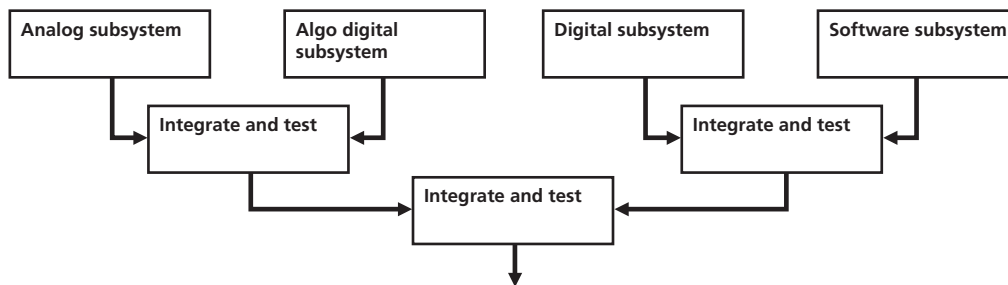 Analog subsystem
Algo digital
subsystem
Digital subsystem
Software subsystem
Integrate and test
Integrate and test
Integrate and test